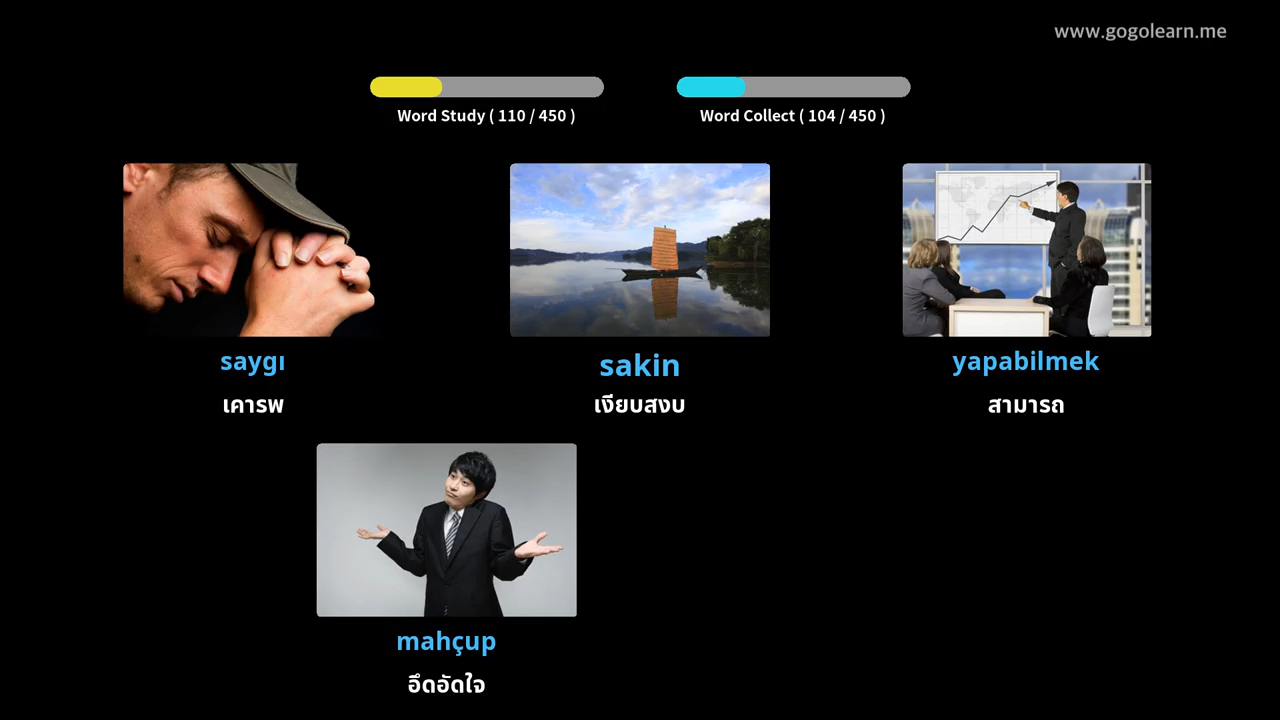 www.gogolearn.me
Word Study ( 110 / 450 )
Word Collect ( 104 / 450 )
saygı
เคารพ
sakin
เงียบสงบ
yapabilmek
สามารถ
mahçup
อึดอัดใจ